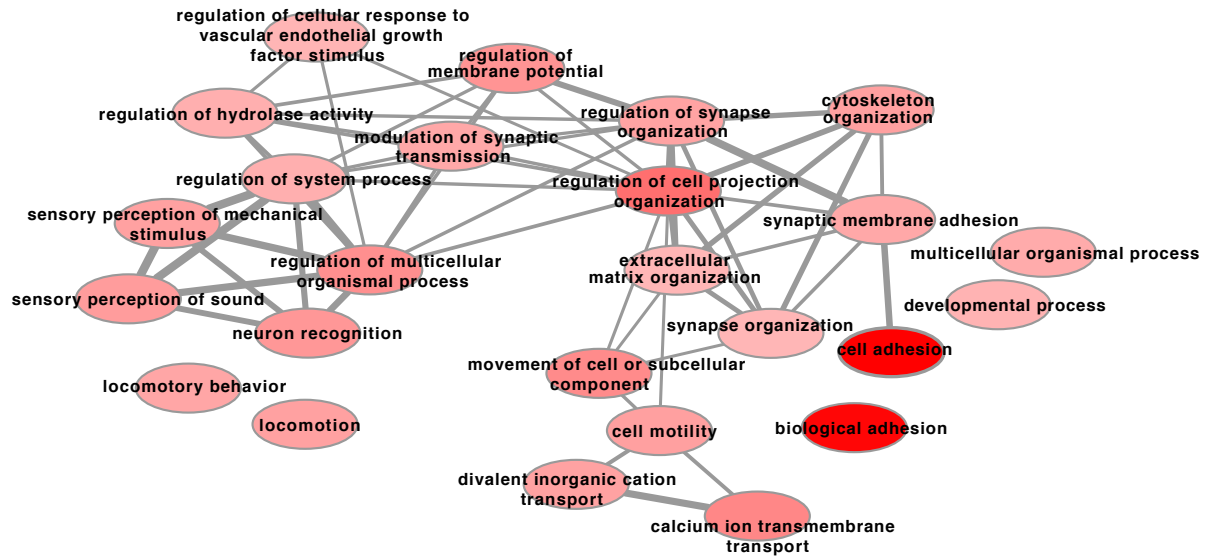 regulation of cellular response to
vascular endothelial growth
factor stimulus
regulation of
membrane potential
regulation of hydrolase activity
modulation of synaptic
transmission
regulation of synapse
organization
cytoskeleton
organization
regulation of system process
regulation of cell projection
organization
sensory perception of mechanical
stimulus
synaptic membrane adhesion
multicellular organismal process
regulation of multicellular
organismal process
extracellular
matrix organization
sensory perception of sound
developmental process
neuron recognition
synapse organization
cell adhesion
movement of cell or subcellular
component
locomotory behavior
locomotion
cell motility
biological adhesion
divalent inorganic cation
transport
calcium ion transmembrane
transport